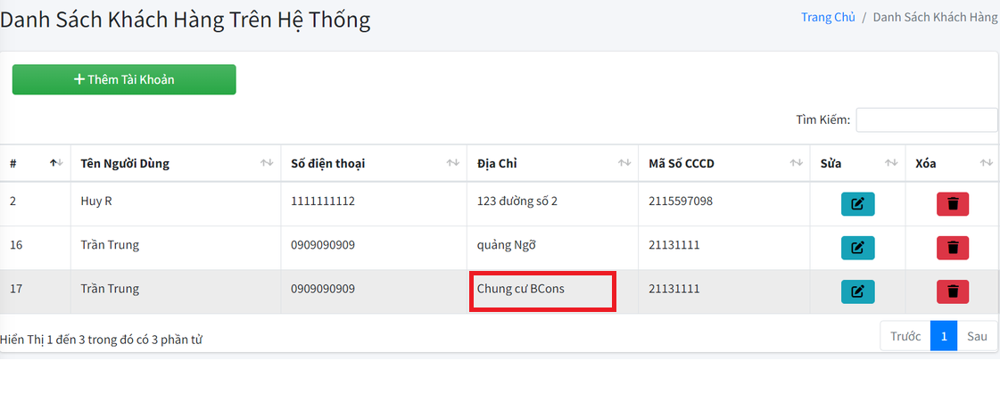 Danh Sách Khách Hàng Trên Hệ Thống
Trang Chủ / Danh Sách Khách Hàng
Thêm Tài Khoản
Tìm Kiếm:
# Tên Người Dùng Số điện thoại Địa Chỉ Mã Số CCCD Sửa Xóa
2 Huy R 1111111112 123 đường số 2 2115597098
16 Trần Trung 0909090909 quảng Ngỡ 21131111
17 Trần Trung 0909090909 Chung cư BCons 21131111
Hiển Thị 1 đến 3 trong đó có 3 phần tử
Trước 1 Sau